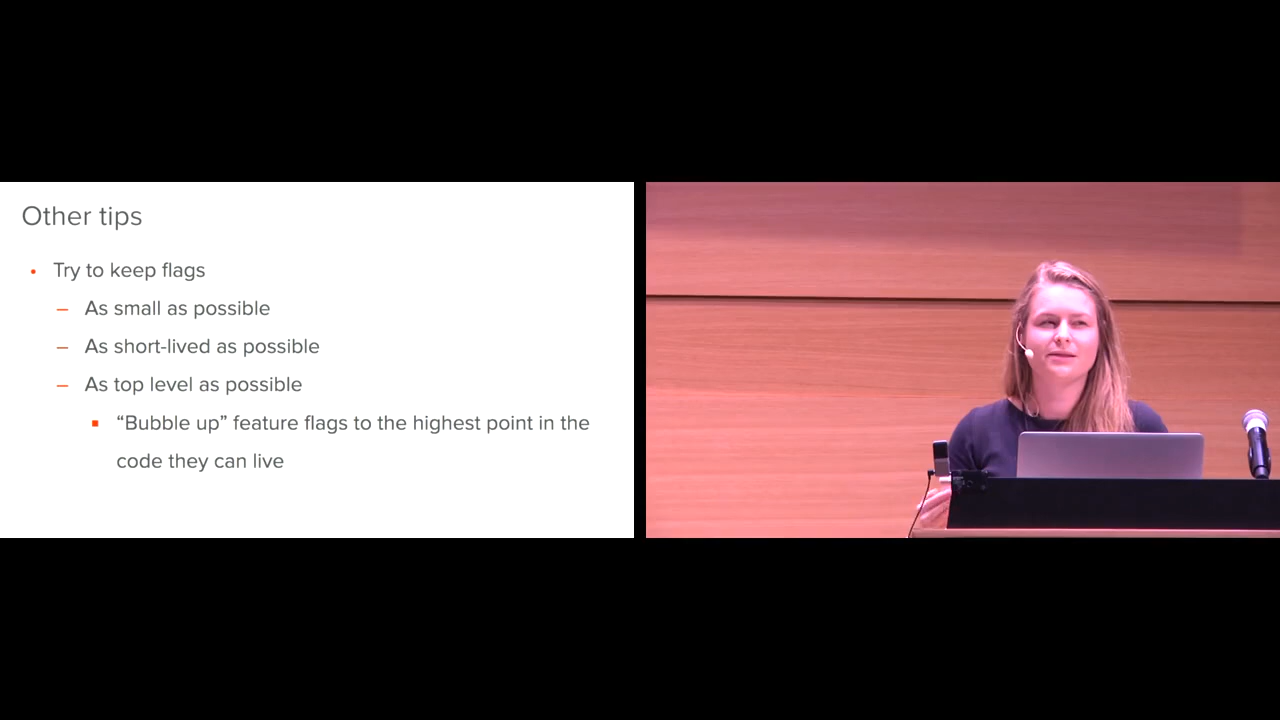 Other tips
• Try to keep flags
– As small as possible
– As short-lived as possible
– As top level as possible
▪ “Bubble up” feature flags to the highest point in the
code they can live